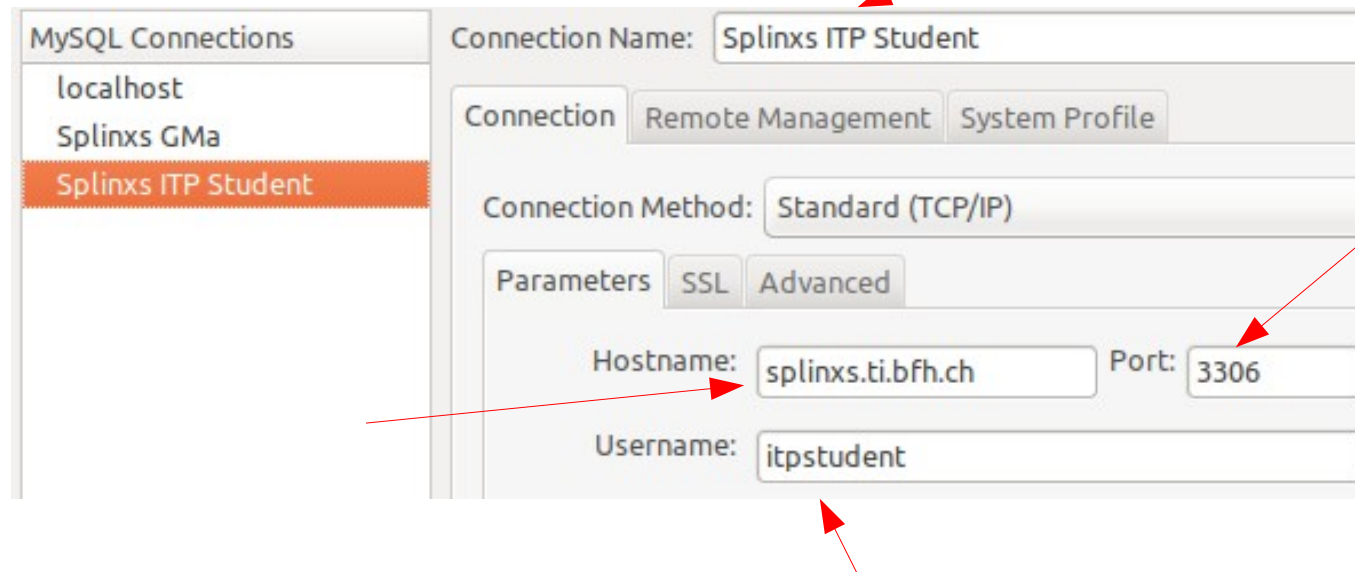 MySQL Connections
localhost
Splinxs GMa
Splinxs ITP Student
Connection Name: Splinxs ITP Student
Connection Remote Management System Profile
Connection Method: Standard (TCP/IP)
Parameters SSL Advanced
Hostname: splinxs.ti.bfh.ch Port: 3306
Username: itpstudent